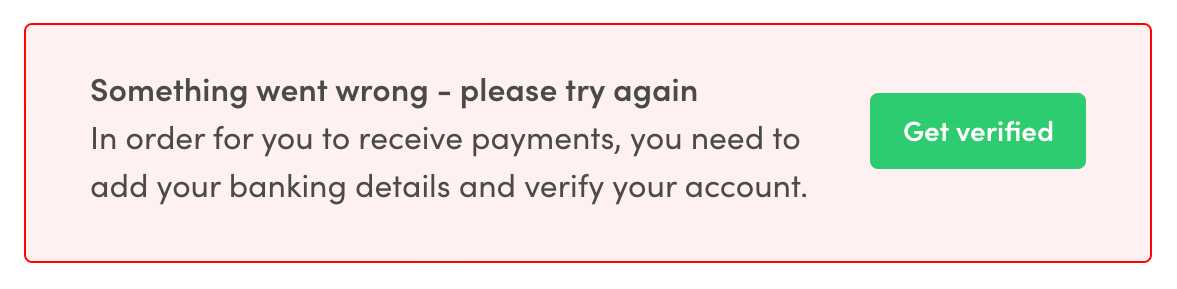 Something went wrong - please try again
In order for you to receive payments, you need to
add your banking details and verify your account.
Get verified